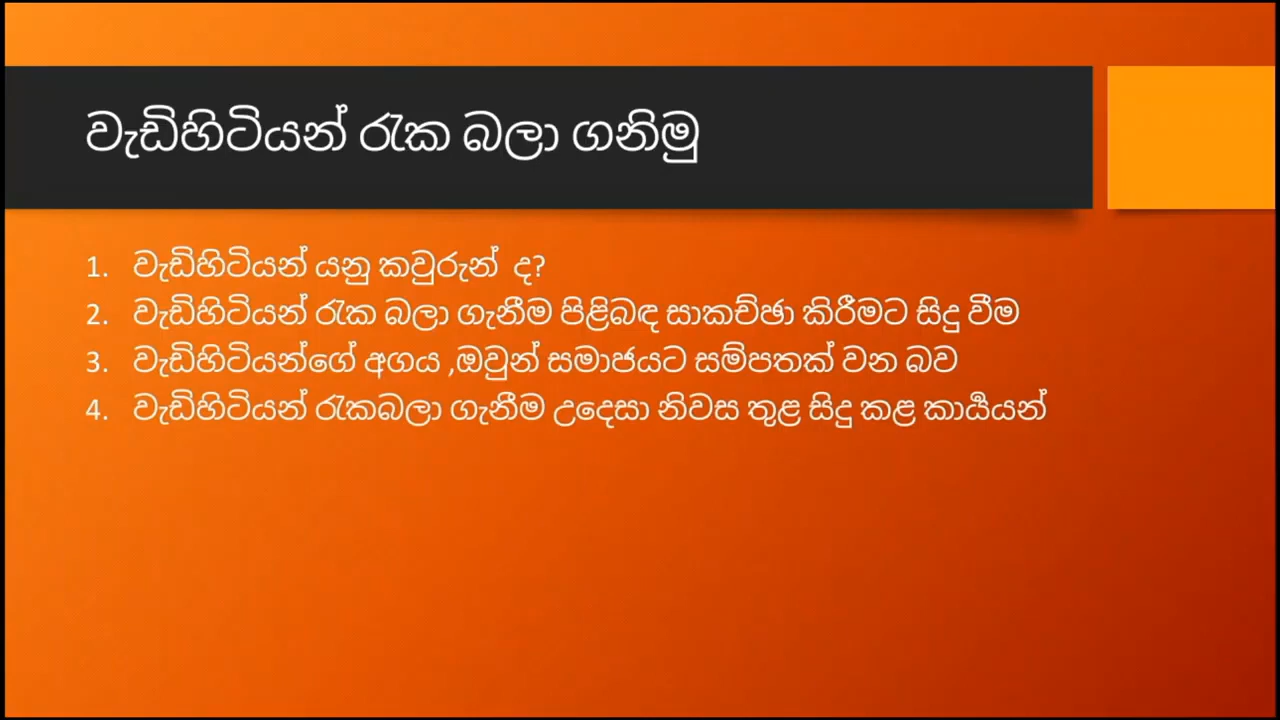 වැඩිහිටියන් රැක බලා ගනිමු
1. වැඩිහිටියන් යනු කවුරුන් ද?
2. වැඩිහිටියන් රැක බලා ගැනීම පිළිබඳ සාකච්ඡා කිරීමට සිදු වීම
3. වැඩිහිටියන්ගේ අගය ,ඔවුන් සමාජයට සම්පතක් වන බව
4. වැඩිහිටියන් රැකබලා ගැනීම උදෙසා නිවස තුළ සිදු කළ කාර්යයන්